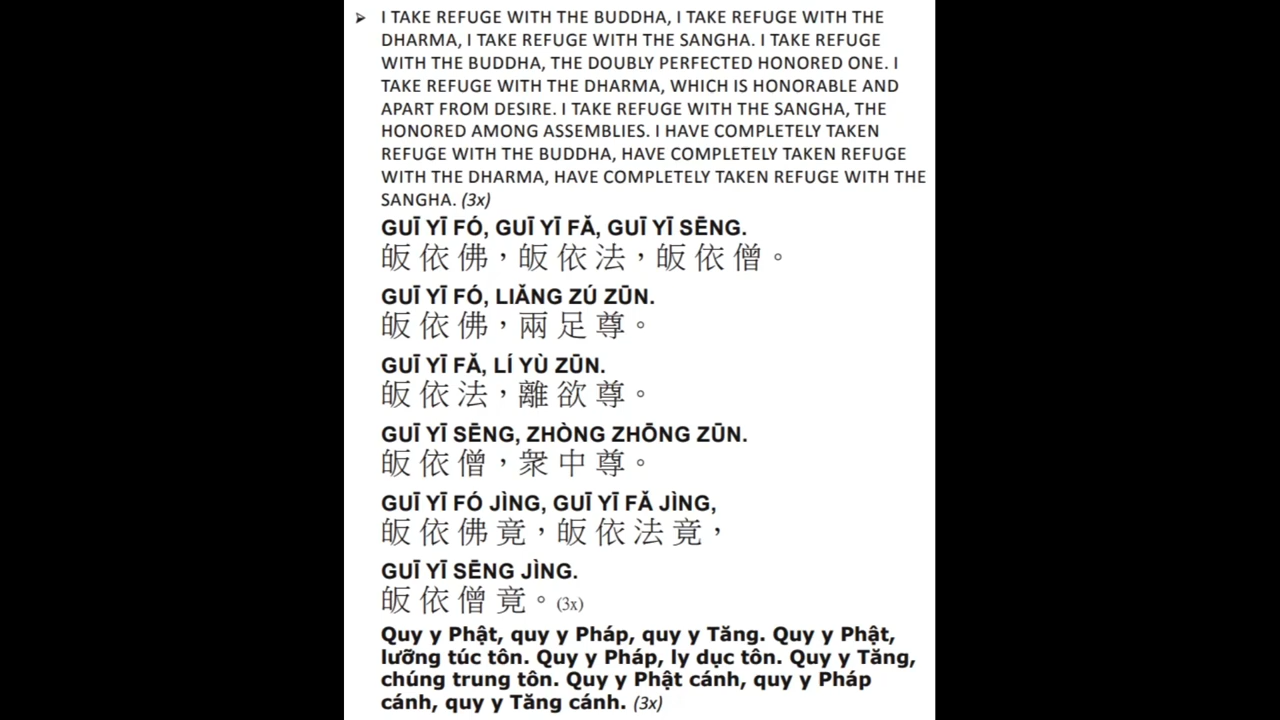 ➢ I TAKE REFUGE WITH THE BUDDHA, I TAKE REFUGE WITH THE
DHARMA, I TAKE REFUGE WITH THE SANGHA. I TAKE REFUGE
WITH THE BUDDHA, THE DOUBLY PERFECTED HONORED ONE. I
TAKE REFUGE WITH THE DHARMA, WHICH IS HONORABLE AND
APART FROM DESIRE. I TAKE REFUGE WITH THE SANGHA, THE
HONORED AMONG ASSEMBLIES. I HAVE COMPLETELY TAKEN
REFUGE WITH THE BUDDHA, HAVE COMPLETELY TAKEN REFUGE
WITH THE DHARMA, HAVE COMPLETELY TAKEN REFUGE WITH THE
SANGHA. (3x)
GUĪ YĪ FÓ, GUĪ YĪ FǍ, GUĪ YĪ SĒNG.
皈依佛，皈依法，皈依僧。
GUĪ YĪ FÓ, LIǍNG ZÚ ZŪN.
皈依佛，兩足尊。
GUĪ YĪ FǍ, LÍ YÙ ZŪN.
皈依法，離欲尊。
GUĪ YĪ SĒNG, ZHÒNG ZHŌNG ZŪN.
皈依僧，眾中尊。
GUĪ YĪ FÓ JÌNG, GUĪ YĪ FǍ JÌNG,
皈依佛竟，皈依法竟，
GUĪ YĪ SĒNG JÌNG.
皈依僧竟。(3x)
Quy y Phật, quy y Pháp, quy y Tăng. Quy y Phật,
lưỡng túc tôn. Quy y Pháp, ly dục tôn. Quy y Tăng,
chúng trung tôn. Quy y Phật cánh, quy y Pháp
cánh, quy y Tăng cánh. (3x)